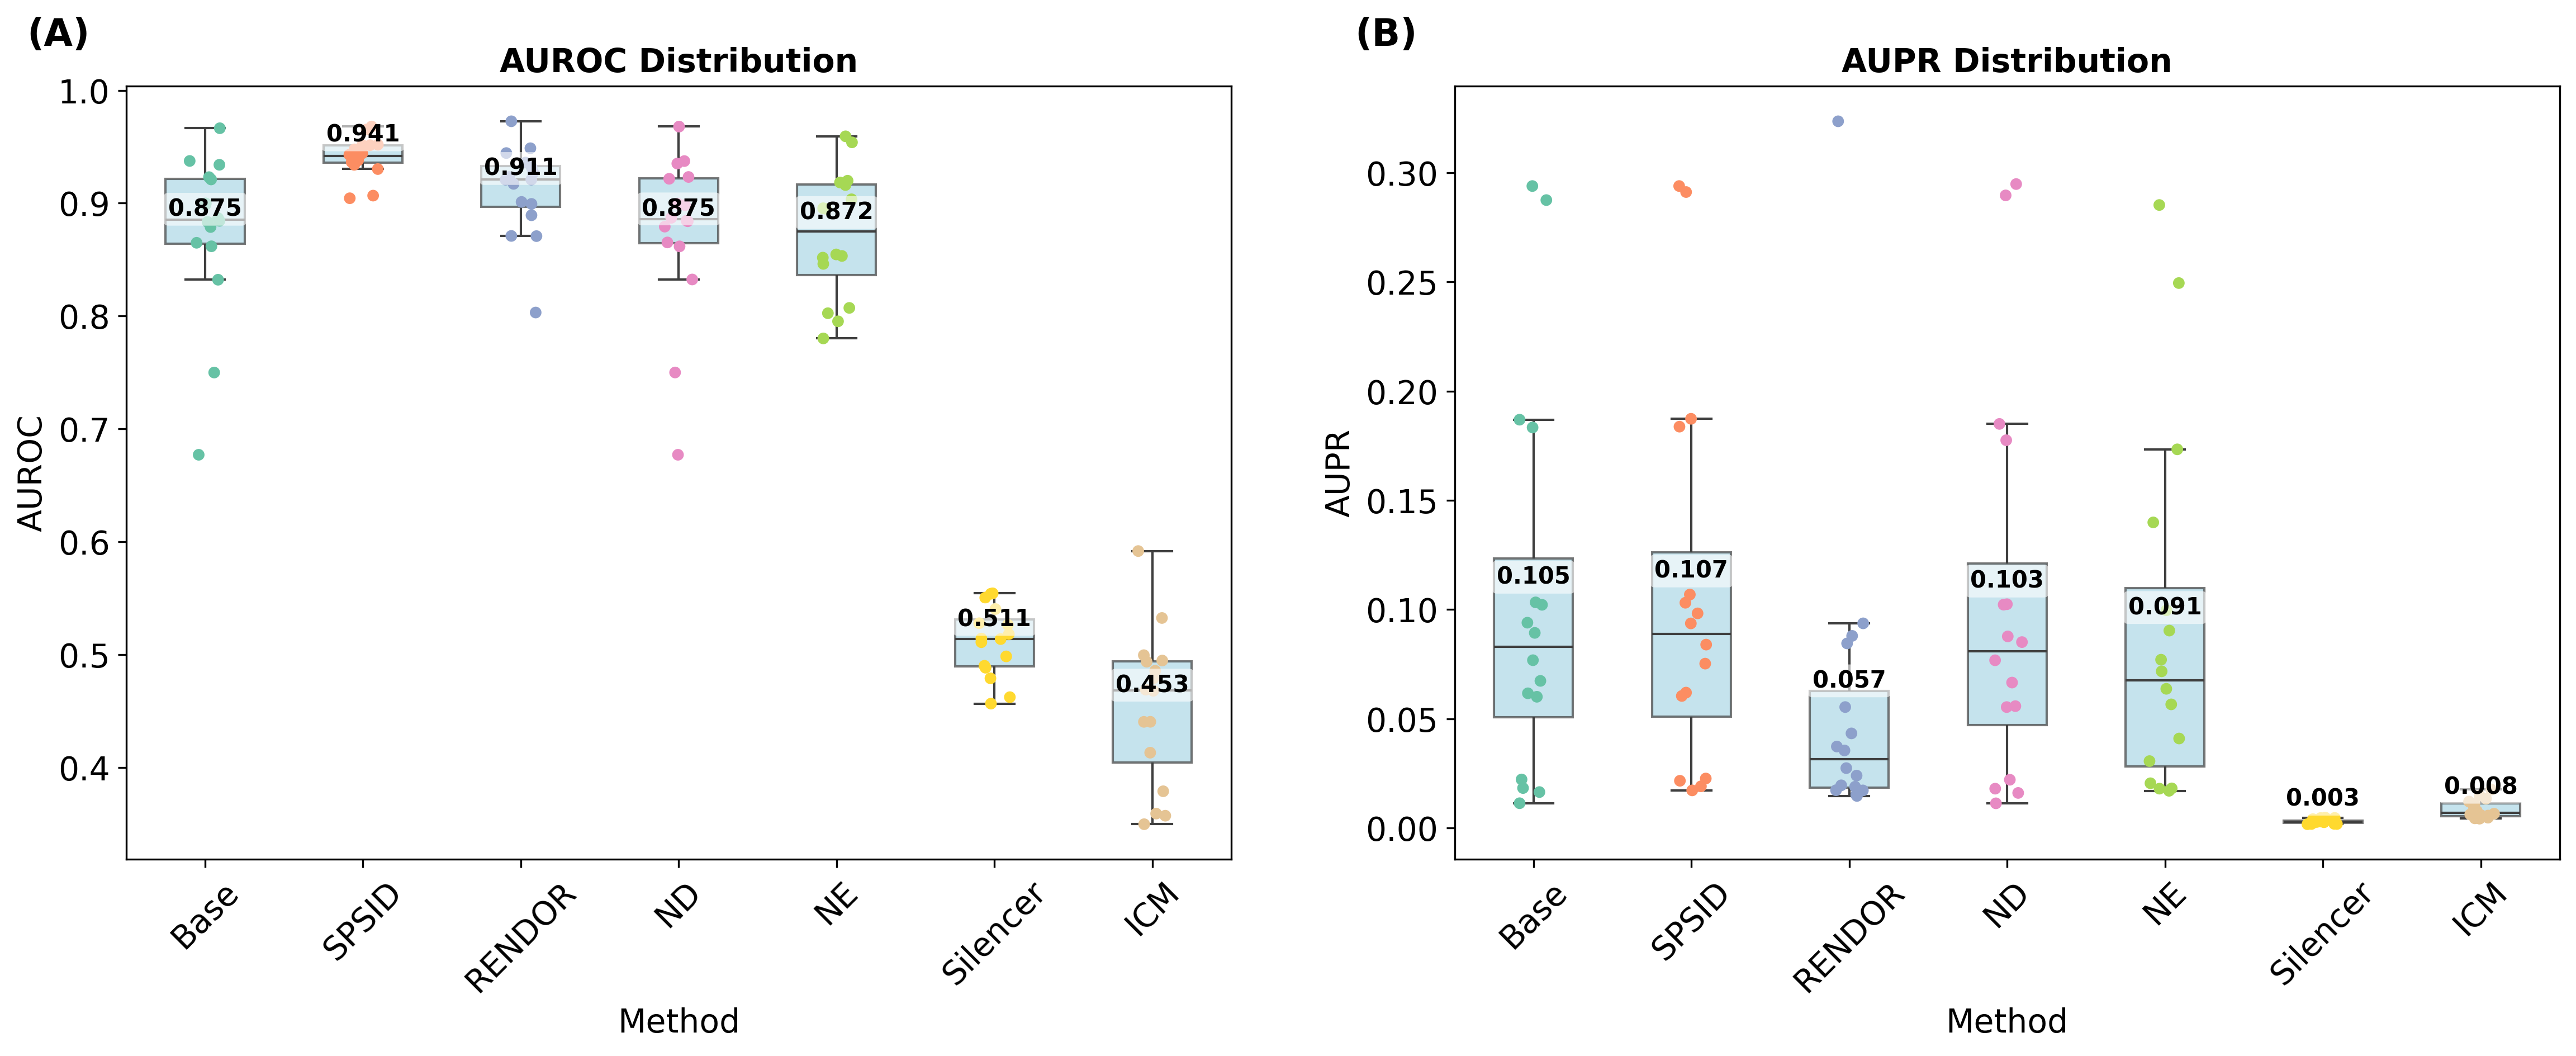 (A)
AUROC Distribution
1.0
0.9
0.8
0.7
0.6
0.5
0.4
AUROC
0.875
0.941
0.911
0.875
0.872
0.511
0.453
Base
SPSID
RENDOR
ND
NE
Silencer
ICM
Method
(B)
AUPR Distribution
0.30
0.25
0.20
0.15
0.10
0.05
0.00
AUPR
0.105
0.107
0.057
0.103
0.091
0.003
0.008
Base
SPSID
RENDOR
ND
NE
Silencer
ICM
Method